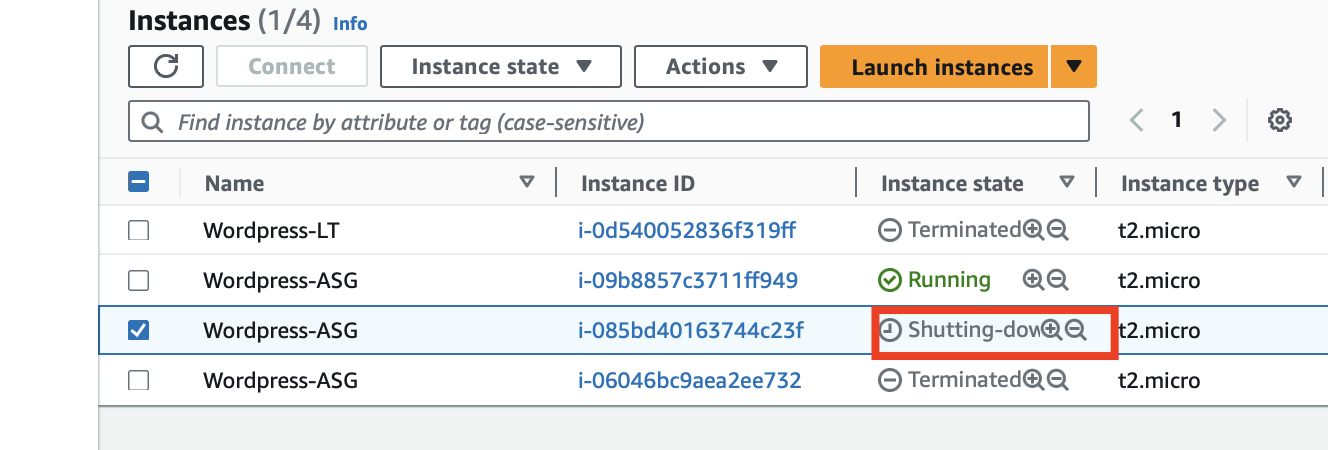 Instances (1/4) Info
Connect Instance state Actions Launch instances
Find instance by attribute or tag (case-sensitive)
1
Name Instance ID Instance state Instance type
Wordpress-LT i-0d540052836f319ff Terminated t2.micro
Wordpress-ASG i-09b8857c3711ff949 Running t2.micro
Wordpress-ASG i-085bd40163744c23f Shutting-dow t2.micro
Wordpress-ASG i-06046bc9aea2ee732 Terminated t2.micro